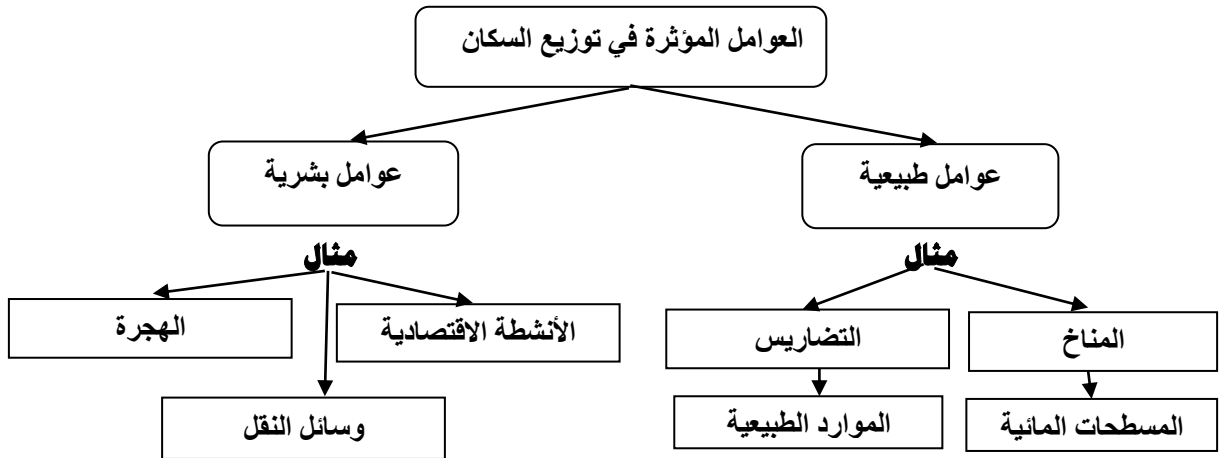 العوامل المؤثرة في توزيع السكان
عوامل طبيعية
عوامل بشرية
مثال
مثال
المناخ
التضاريس
الأنشطة الاقتصادية
الهجرة
المسطحات المائية
الموارد الطبيعية
وسائل النقل